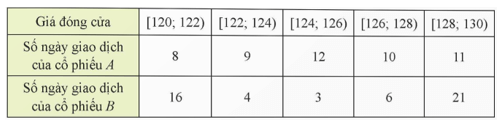 Giá đóng cửa [120; 122) [122; 124) [124; 126) [126; 128) [128; 130)
Số ngày giao dịch
của cổ phiếu A 8 9 12 10 11
Số ngày giao dịch
của cổ phiếu B 16 4 3 6 21